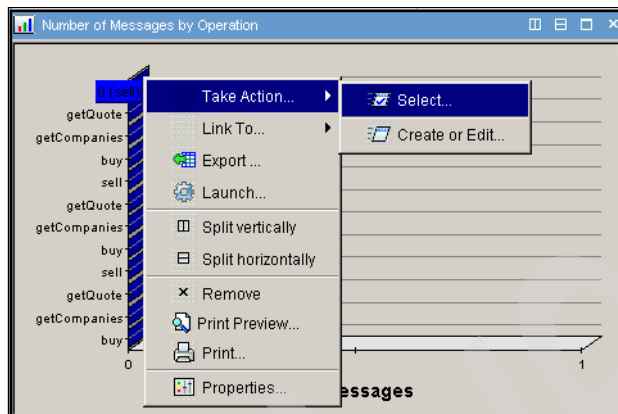 Number of Messages by Operation
0 (sell)
getQuote
getCompanies
buy
sell
getQuote
getCompanies
buy
sell
getQuote
getCompanies
buy
Take Action...
Link To...
Export ...
Launch...
Split vertically
Split horizontally
Remove
Print Preview...
Print...
Properties...
Select...
Create or Edit...
0
1
essages